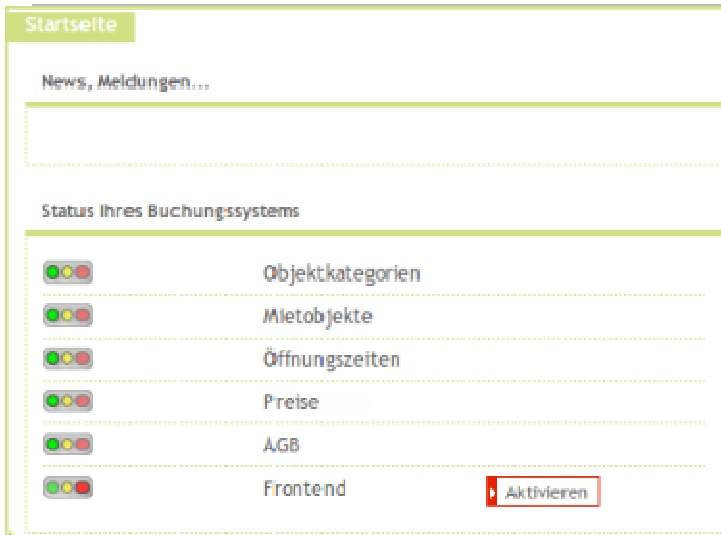 Startseite
News, Meldungen...
Status Ihres Buchungssystems
Objektkategorien
Mietobjekte
Öffnungszeiten
Preise
AGB
Frontend Aktivieren